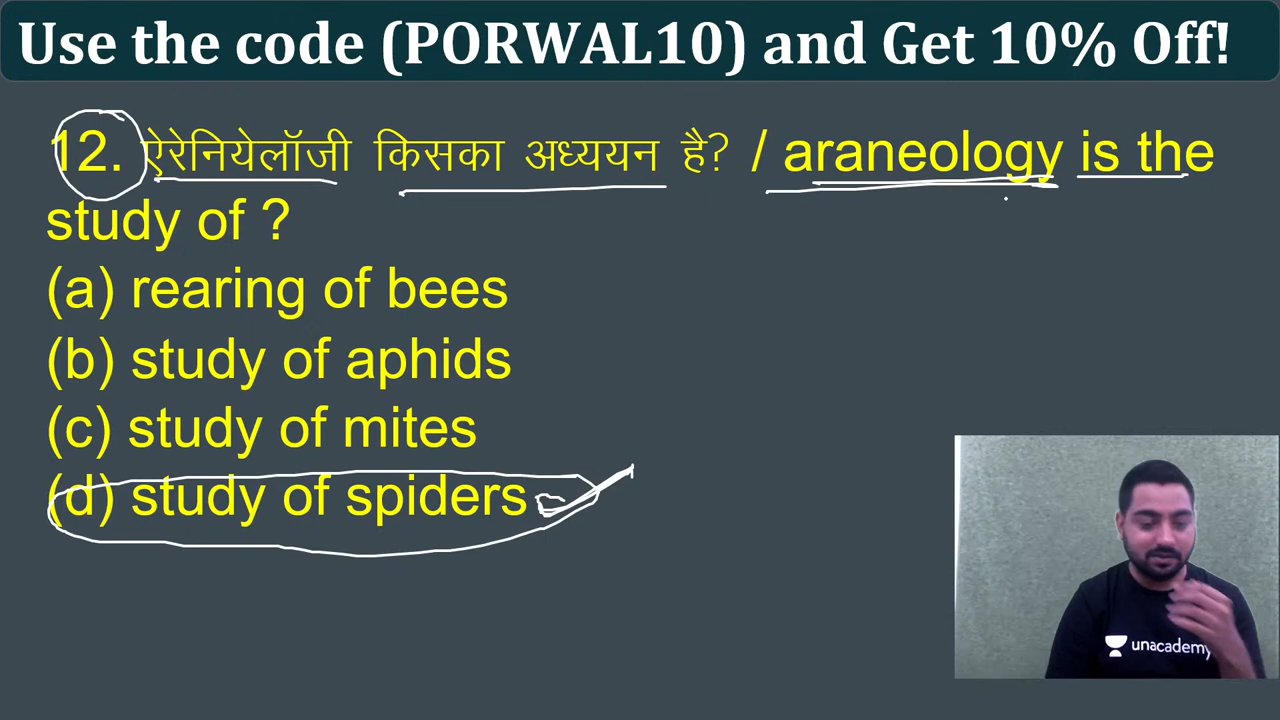 Use the code (PORWAL10) and Get 10% Off!
12. ऐरेनियेलॉजी किसका अध्ययन है? / araneology is the
study of ?
(a) rearing of bees
(b) study of aphids
(c) study of mites
(d) study of spiders
unacademy